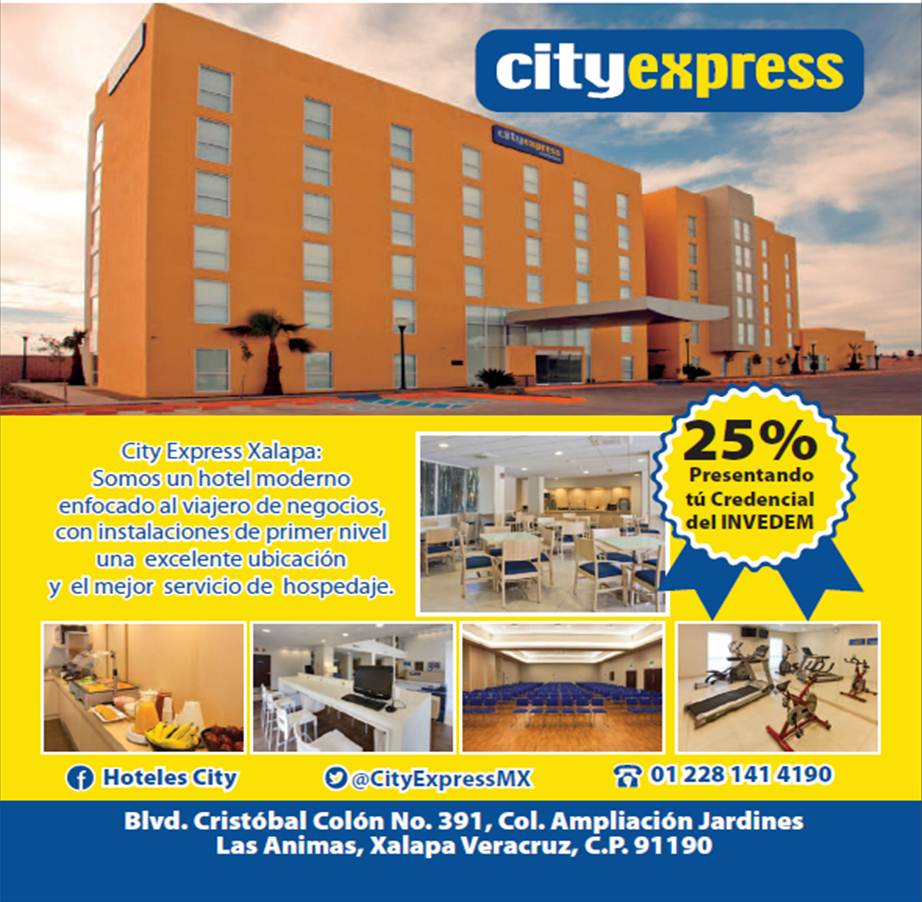 cityexpress
cityexpress
City Express Xalapa:
Somos un hotel moderno
enfocado al viajero de negocios,
con instalaciones de primer nivel
una excelente ubicación
y el mejor servicio de hospedaje.
25%
Presentando
tú Credencial
del INVEDEM
Hoteles City
@CityExpressMX
01 228 141 4190
Blvd. Cristóbal Colón No. 391, Col. Ampliación Jardines
Las Animas, Xalapa Veracruz, C.P. 91190